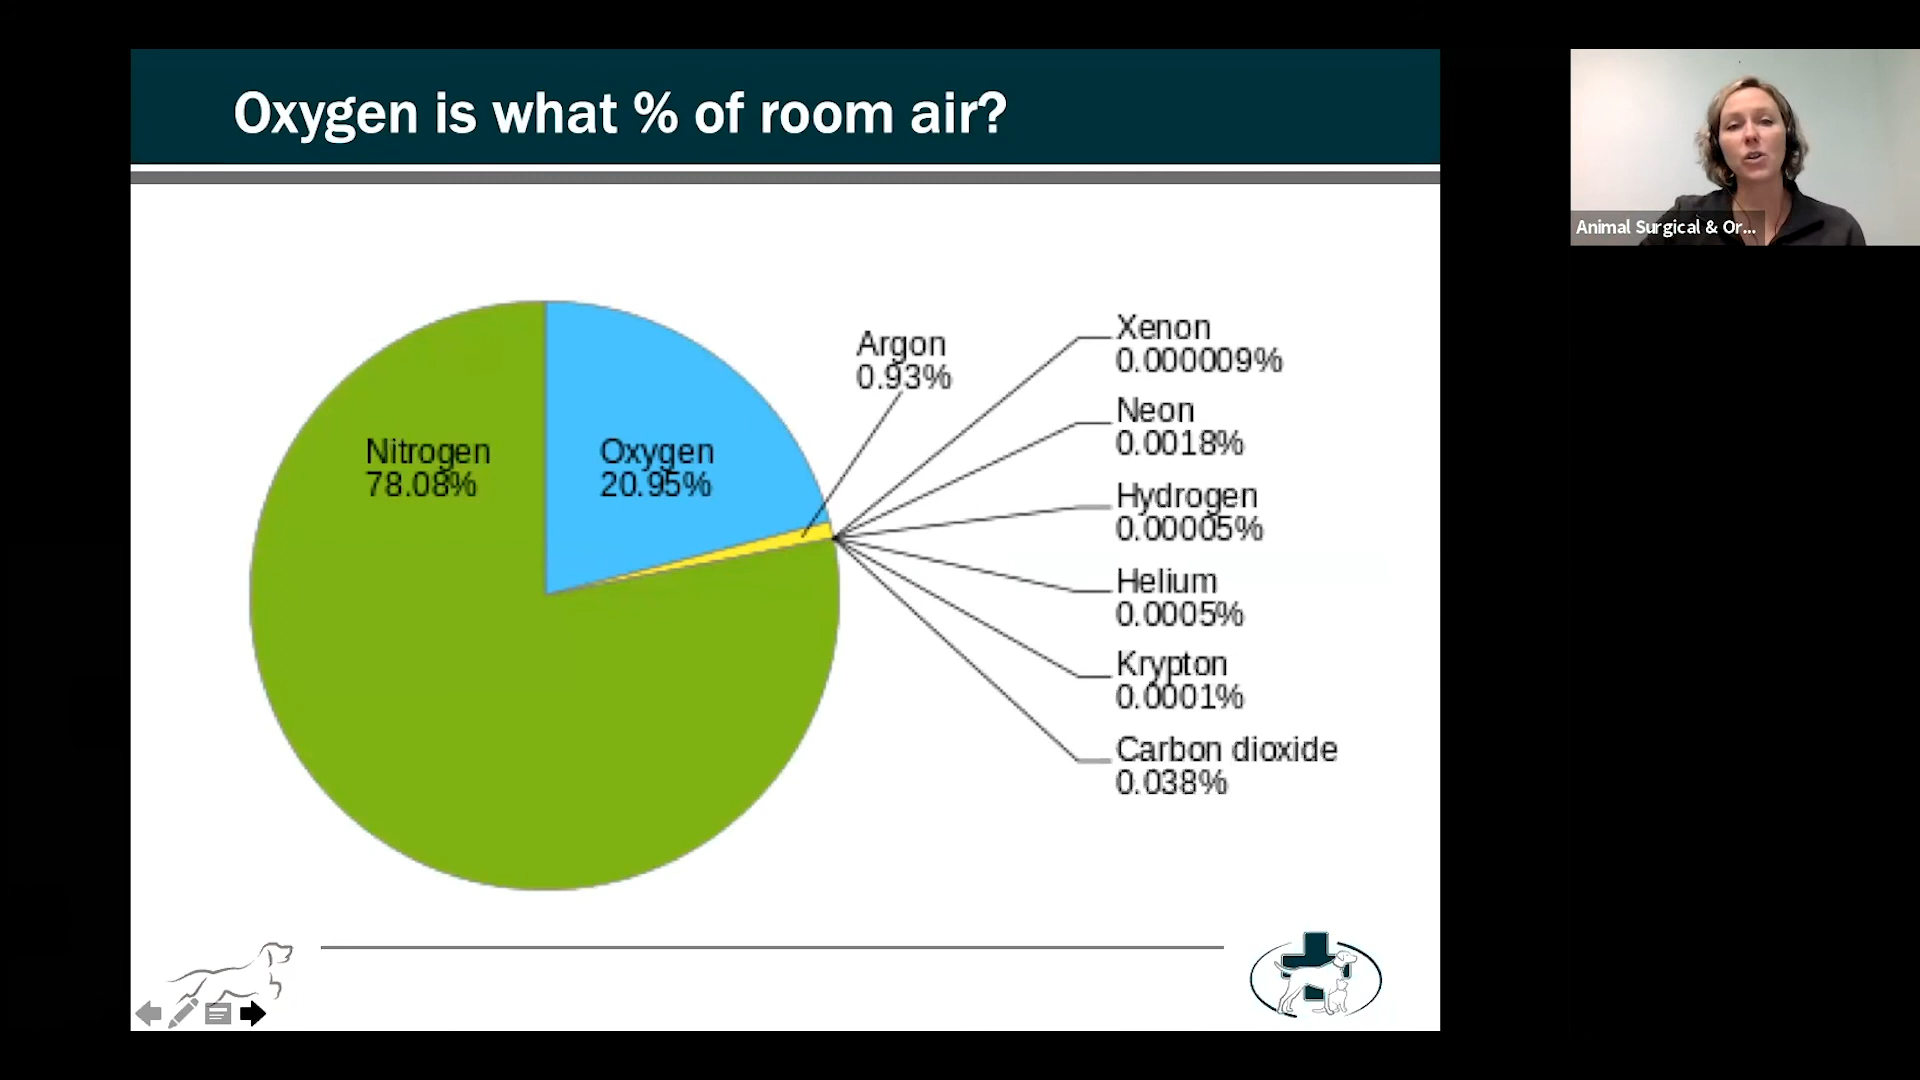 Oxygen is what % of room air?
Animal Surgical & Or...
Nitrogen
78.08%
Oxygen
20.95%
Argon
0.93%
Xenon
0.000009%
Neon
0.0018%
Hydrogen
0.00005%
Helium
0.0005%
Krypton
0.0001%
Carbon dioxide
0.038%